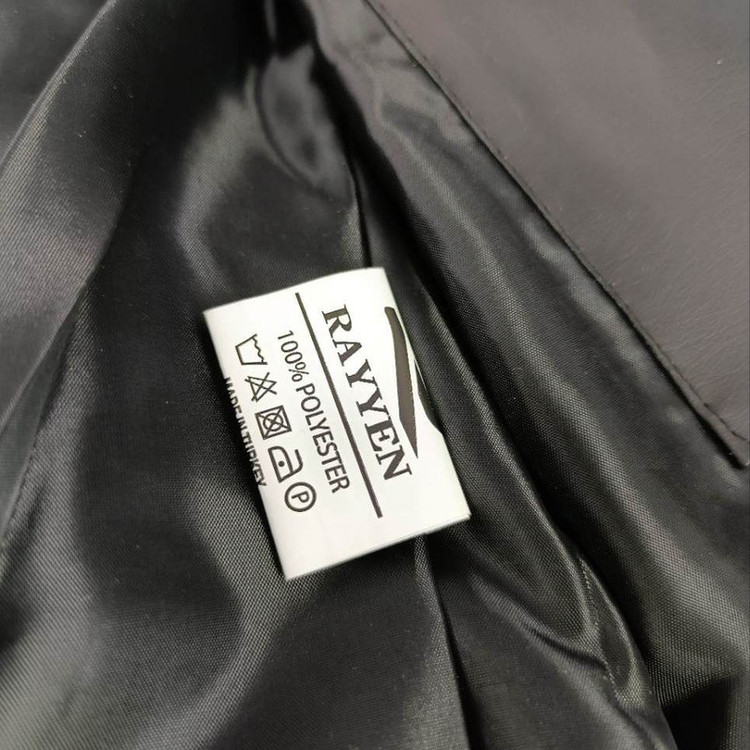 RAYYEN
100% POLYESTER
P
MADE IN TURKEY